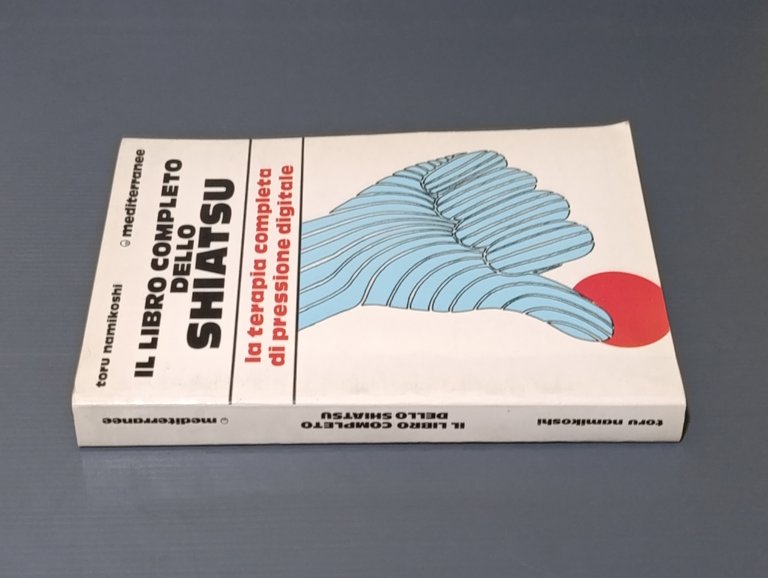 toru namikoshi mediterranee
IL LIBRO COMPLETO
DELLO
SHIATSU
la terapia completa
di pressione digitale
toru namikoshi
IL LIBRO COMPLETO
DELLO SHIATSU
mediterranee